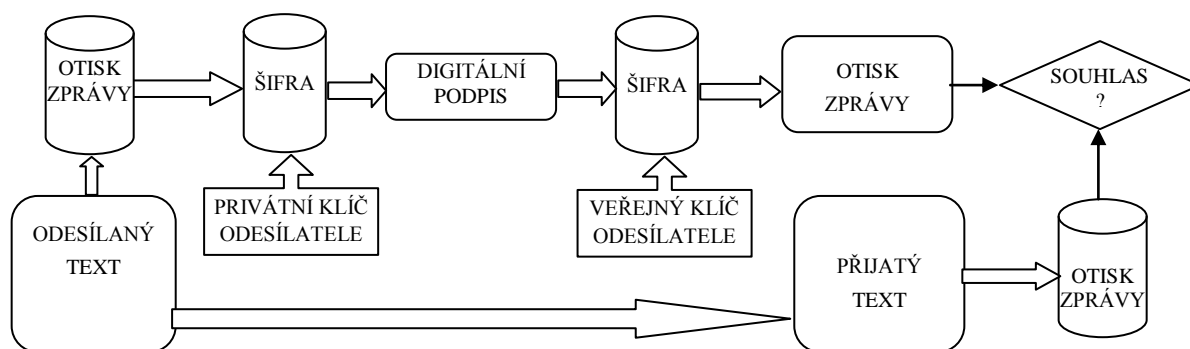 OTISK
ZPRÁVY
ŠIFRA
DIGITÁLNÍ
PODPIS
ŠIFRA
OTISK
ZPRÁVY
SOUHLAS
?
ODESÍLANÝ
TEXT
PRIVÁTNÍ KLÍČ
ODESÍLATELE
VEŘEJNÝ KLÍČ
ODESÍLATELE
PŘIJATÝ
TEXT
OTISK
ZPRÁVY